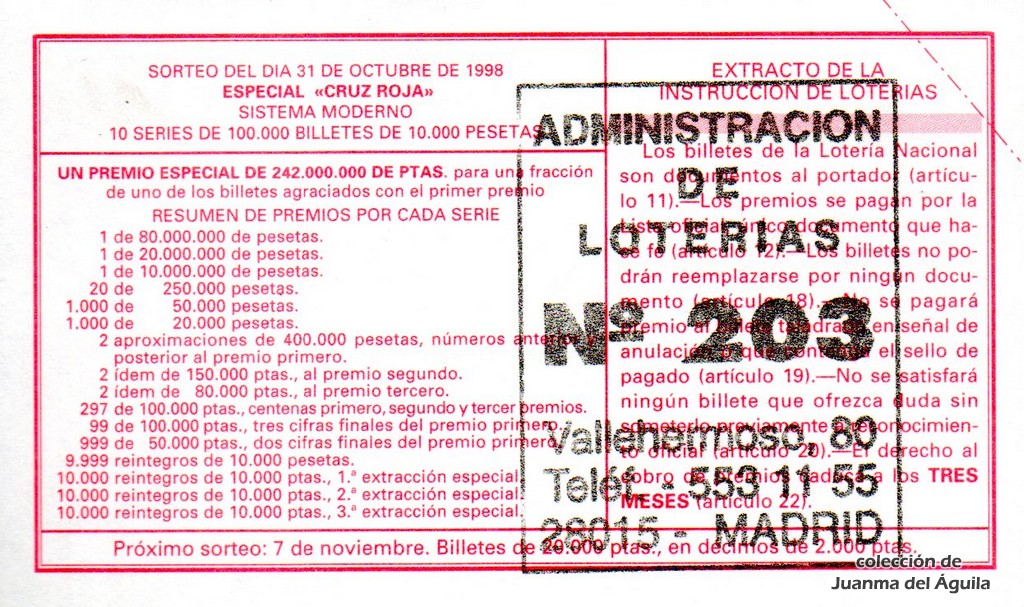 SORTEO DEL DIA 31 DE OCTUBRE DE 1998
ESPECIAL «CRUZ ROJA»
SISTEMA MODERNO
10 SERIES DE 100.000 BILLETES DE 10.000 PESETAS
UN PREMIO ESPECIAL DE 242.000.000 DE PTAS. para una fracción
de uno de los billetes agraciados con el primer premio
RESUMEN DE PREMIOS POR CADA SERIE
1 de 80.000.000 de pesetas.
1 de 20.000.000 de pesetas.
1 de 10.000.000 de pesetas.
20 de 250.000 pesetas.
1.000 de 50.000 pesetas.
1.000 de 20.000 pesetas.
2 aproximaciones de 400.000 pesetas, números anterior y
posterior al premio primero.
2 ídem de 150.000 ptas., al premio segundo.
2 ídem de 80.000 ptas., al premio tercero.
297 de 100.000 ptas., centenas primero, segundo y tercer premios.
99 de 100.000 ptas., tres cifras finales del premio primero.
999 de 50.000 ptas., dos cifras finales del premio primero.
9.999 reintegros de 10.000 pesetas.
10.000 reintegros de 10.000 ptas., 1.ª extracción especial.
10.000 reintegros de 10.000 ptas., 2.ª extracción especial.
10.000 reintegros de 10.000 ptas., 3.ª extracción especial.
EXTRACTO DE LA
INSTRUCCION DE LOTERIAS
Los billetes de la Lotería Nacional
son documentos al portador (artícu-
lo 11).—Los premios se pagan por la
Lista oficial, único documento que ha-
ce fe (artículo 12).—Los billetes no po-
drán reemplazarse por ningún docu-
mento (artículo 18).—No se pagará
premio al billete taladrado en señal de
anulación o que contenga el sello de
pagado (artículo 19).—No se satisfará
ningún billete que ofrezca duda sin
someterlo previamente a reconocimien-
to oficial (artículo 20).—El derecho al
cobro de premios caduca a los TRES
MESES (artículo 22).
Próximo sorteo: 7 de noviembre. Billetes de 20.000 ptas., en décimos de 2.000 ptas.
ADMINISTRACION
DE
LOTERIAS
Nº 203
Vallehermoso, 80
Teléf. - 553 11 55
28015 - MADRID
colección de
Juanma del Águila